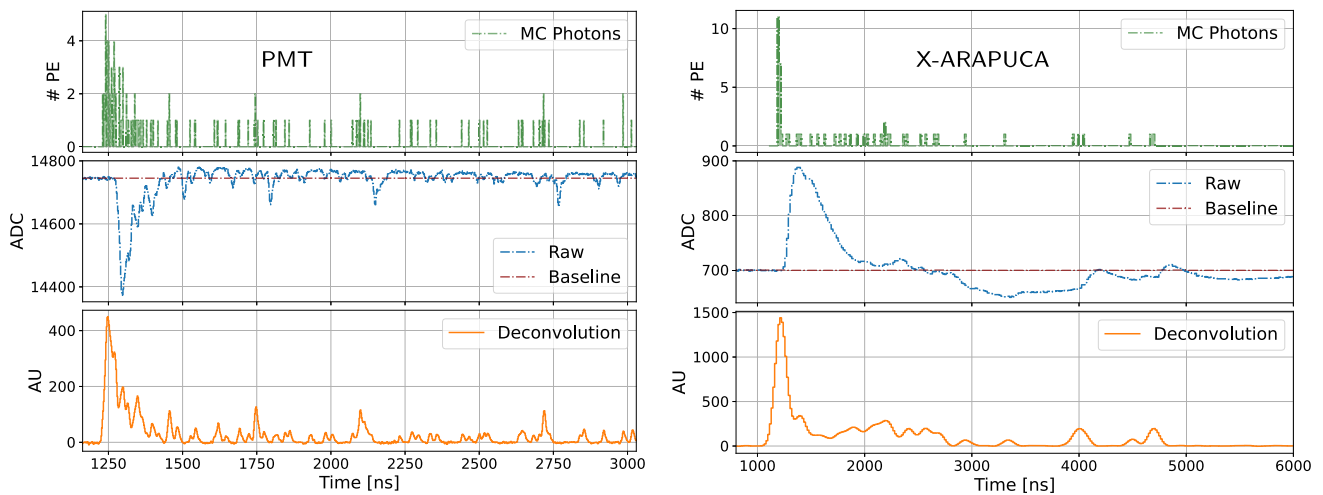 PMT
MC Photons
# PE
4
2
0
Raw
Baseline
ADC
14800
14600
14400
Deconvolution
AU
400
200
0
1250 1500 1750 2000 2250 2500 2750 3000
Time [ns]
X-ARAPUCA
MC Photons
# PE
10
5
0
Raw
Baseline
ADC
900
800
700
Deconvolution
AU
1500
1000
500
0
1000 2000 3000 4000 5000 6000
Time [ns]